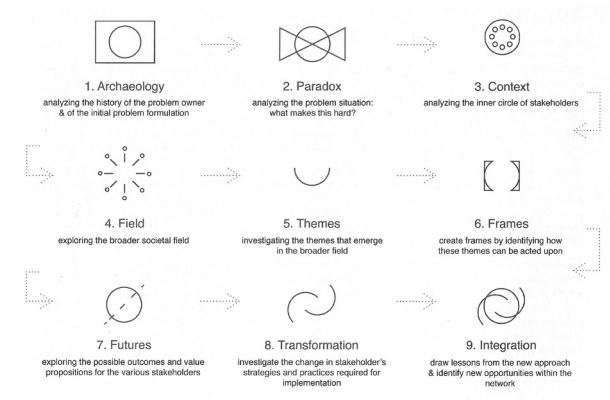 1. Archaeology
analyzing the history of the problem owner
& of the initial problem formulation
2. Paradox
analyzing the problem situation:
what makes this hard?
3. Context
analyzing the inner circle of stakeholders
4. Field
exploring the broader societal field
5. Themes
investigating the themes that emerge
in the broader field
6. Frames
create frames by identifying how
these themes can be acted upon
7. Futures
exploring the possible outcomes and value
propositions for the various stakeholders
8. Transformation
investigate the change in stakeholder's
strategies and practices required for
implementation
9. Integration
draw lessons from the new approach
& identify new opportunities within the
network